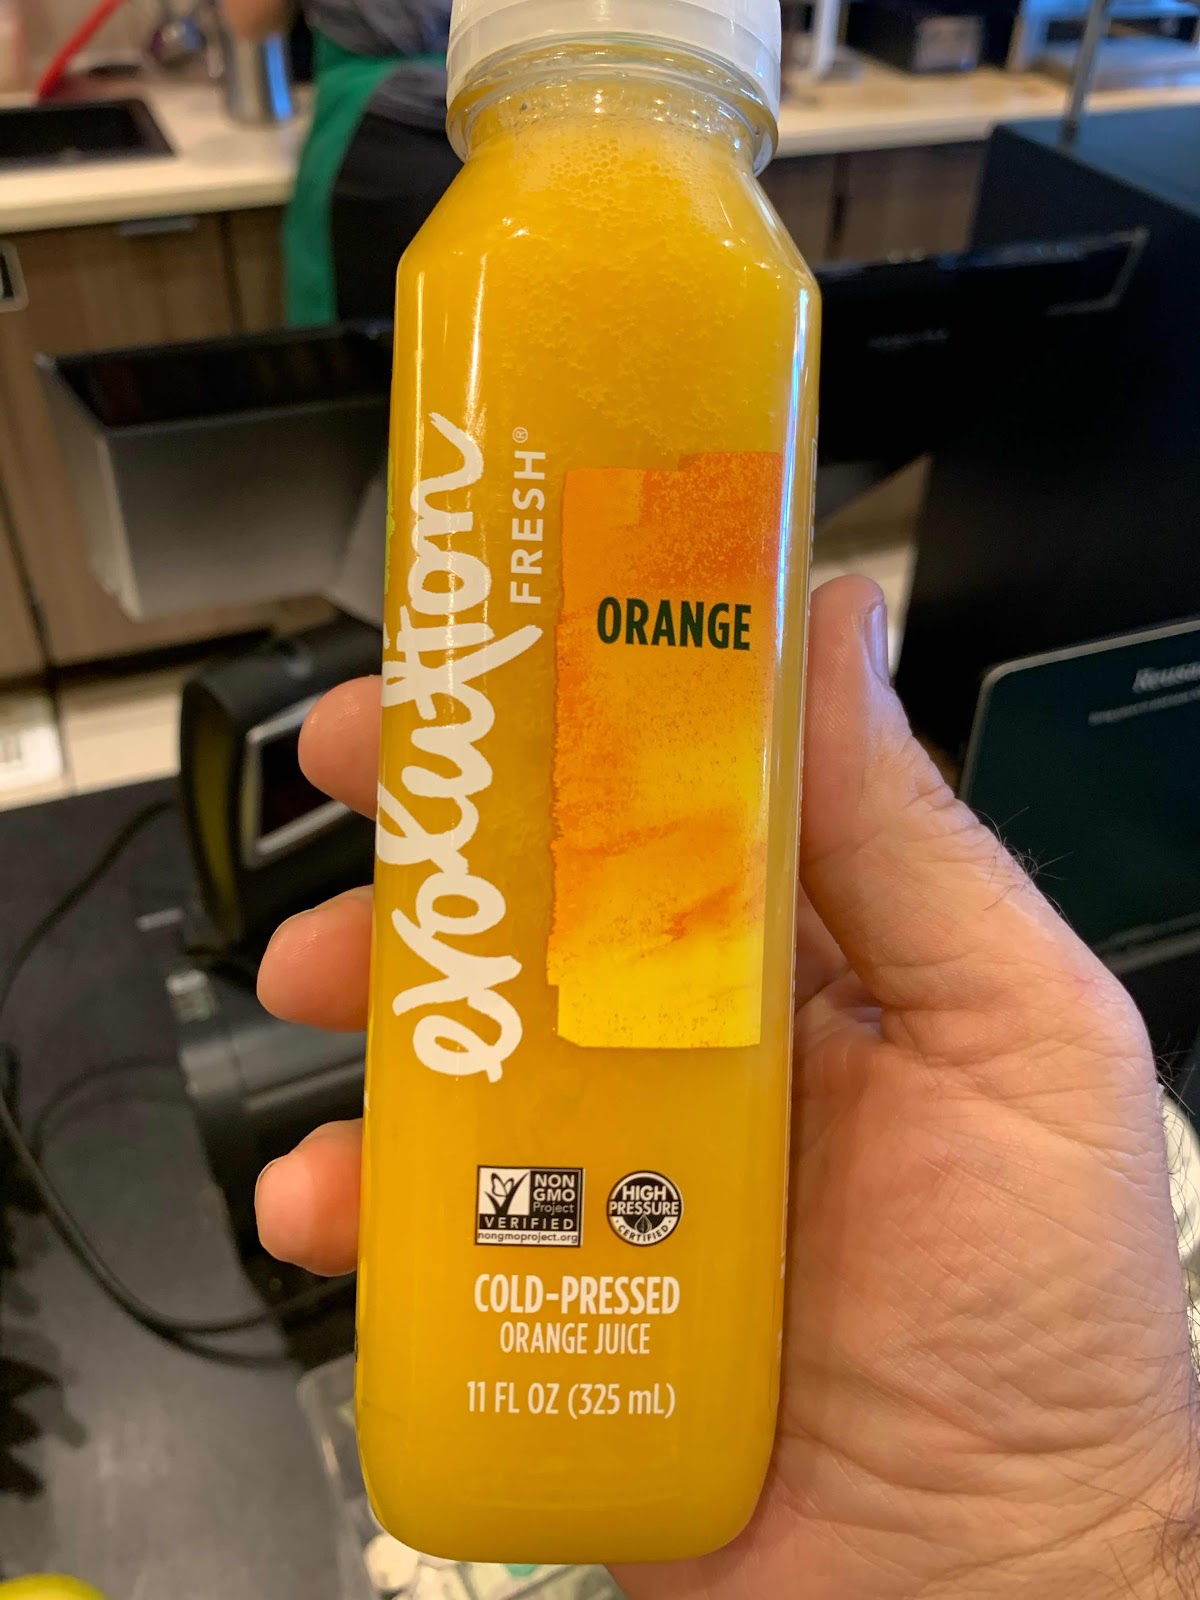 evolution
FRESH®
ORANGE
NON
GMO
Project
VERIFIED
nongmoproject.org
HIGH
PRESSURE
CERTIFIED
COLD-PRESSED
ORANGE JUICE
11 FL OZ (325 mL)